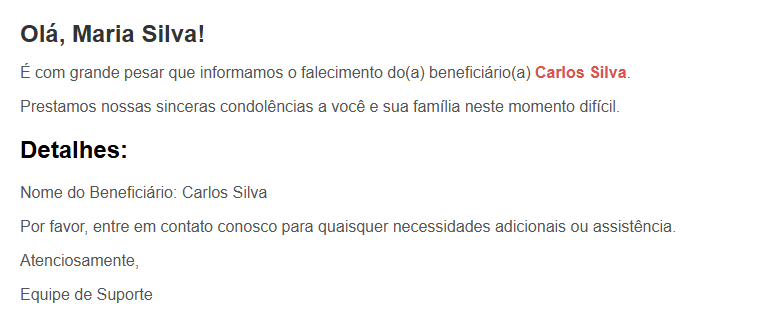 Olá, Maria Silva!
É com grande pesar que informamos o falecimento do(a) beneficiário(a) Carlos Silva.
Prestamos nossas sinceras condolências a você e sua família neste momento difícil.
Detalhes:
Nome do Beneficiário: Carlos Silva
Por favor, entre em contato conosco para quaisquer necessidades adicionais ou assistência.
Atenciosamente,
Equipe de Suporte